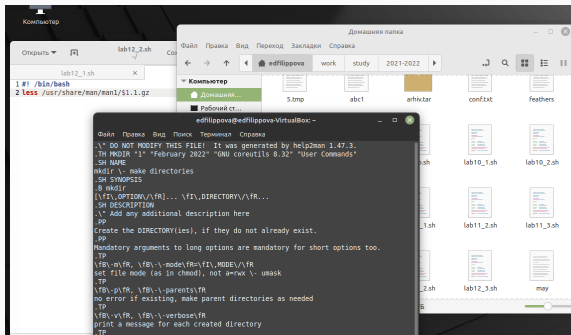 Компьютер
Домашняя папка
Файл Правка Вид Переход Закладки Справка
edfilippova work study 2021-2022
Компьютер
Домашняя...
Рабочий ст...
5.tmp abc1 arhiv.tar conf.txt feathers
lab10_1.sh lab10_2.sh
_1.sh lab11_2.sh lab11_3.sh
_2.sh lab12_3.sh may
Открыть lab12_2.sh
~/
lab12_1.sh
1 #! /bin/bash
2 less /usr/share/man/man1/$1.1.gz
edfilippova@edfilippova-VirtualBox: ~
Файл Правка Вид Поиск Терминал Справка
.\" DO NOT MODIFY THIS FILE!  It was generated by help2man 1.47.3.
.TH MKDIR "1" "February 2022" "GNU coreutils 8.32" "User Commands"
.SH NAME
mkdir \- make directories
.SH SYNOPSIS
.B mkdir
[\fI\,OPTION\/\fR]... \fI\,DIRECTORY\/\fR...
.SH DESCRIPTION
.\" Add any additional description here
.PP
Create the DIRECTORY(ies), if they do not already exist.
.PP
Mandatory arguments to long options are mandatory for short options too.
.TP
\fB\-m\fR, \fB\-\-mode\fR=\fI\,MODE\/\fR
set file mode (as in chmod), not a=rwx \- umask
.TP
\fB\-p\fR, \fB\-\-parents\fR
no error if existing, make parent directories as needed
.TP
\fB\-v\fR, \fB\-\-verbose\fR
print a message for each created directory
.TP